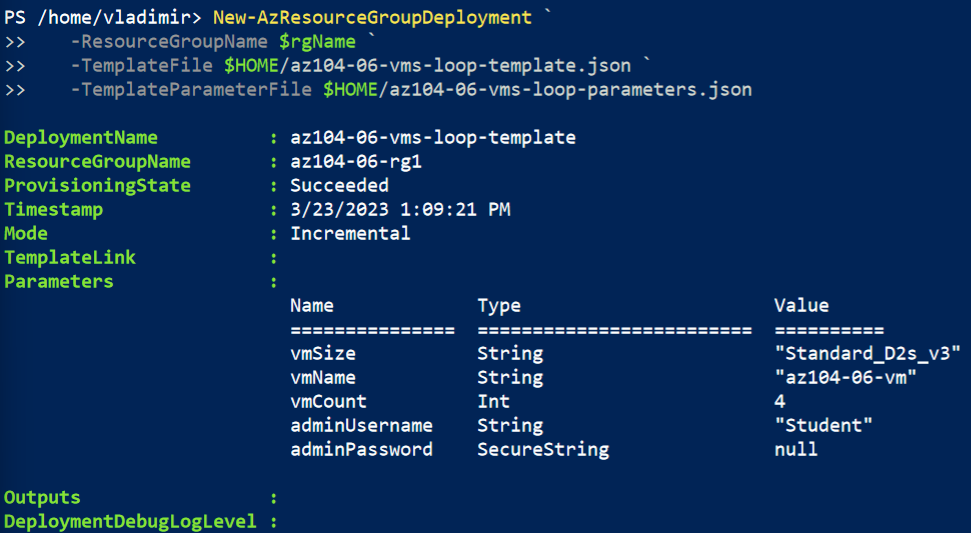 PS /home/vladimir> New-AzResourceGroupDeployment `
>>    -ResourceGroupName $rgName `
>>    -TemplateFile $HOME/az104-06-vms-loop-template.json `
>>    -TemplateParameterFile $HOME/az104-06-vms-loop-parameters.json
DeploymentName          : az104-06-vms-loop-template
ResourceGroupName       : az104-06-rg1
ProvisioningState       : Succeeded
Timestamp               : 3/23/2023 1:09:21 PM
Mode                    : Incremental
TemplateLink            :
Parameters              :
                          Name             Type                       Value
                          ===============  =========================  ==========
                          vmSize           String                     "Standard_D2s_v3"
                          vmName           String                     "az104-06-vm"
                          vmCount          Int                        4
                          adminUsername    String                     "Student"
                          adminPassword    SecureString               null
Outputs                 :
DeploymentDebugLogLevel :